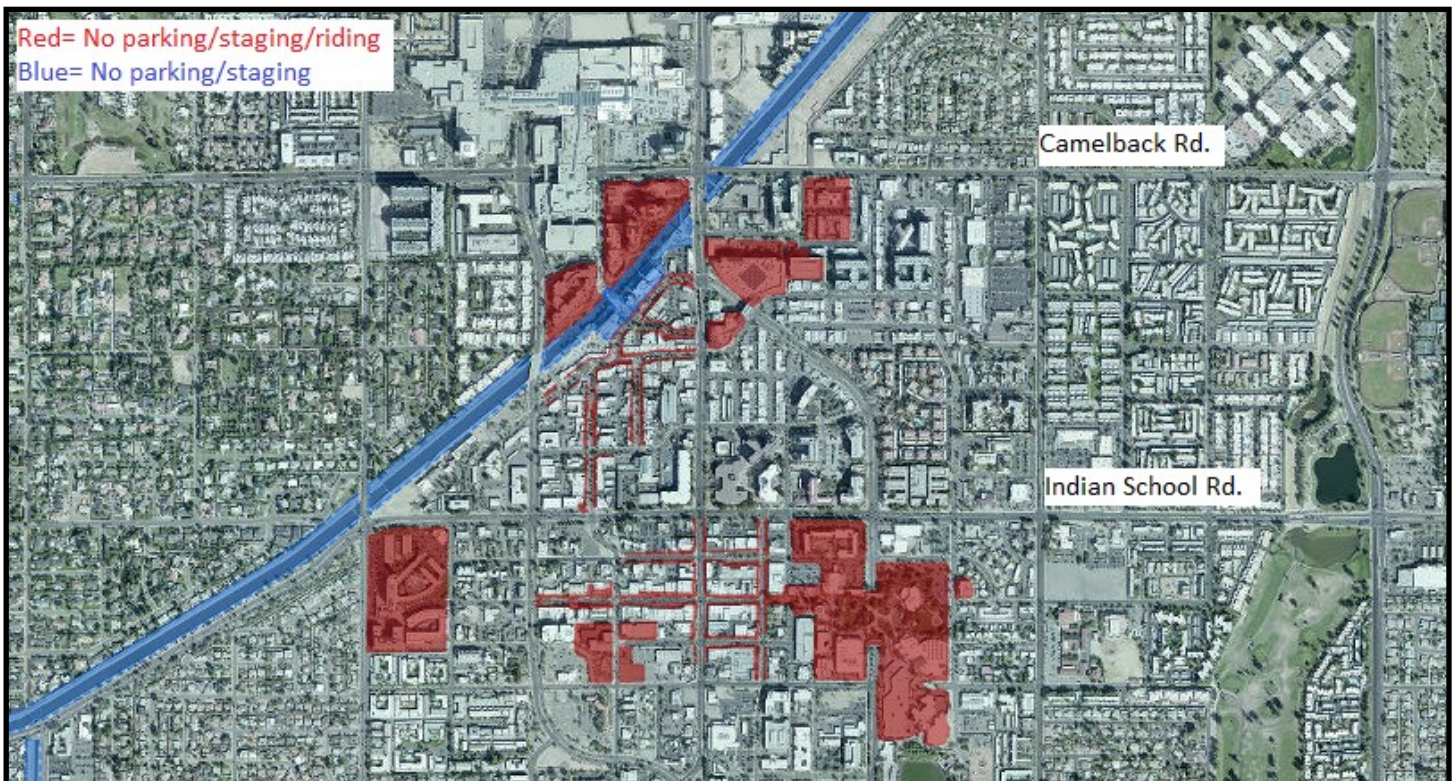 Red= No parking/staging/riding
Blue= No parking/staging
Camelback Rd.
Indian School Rd.